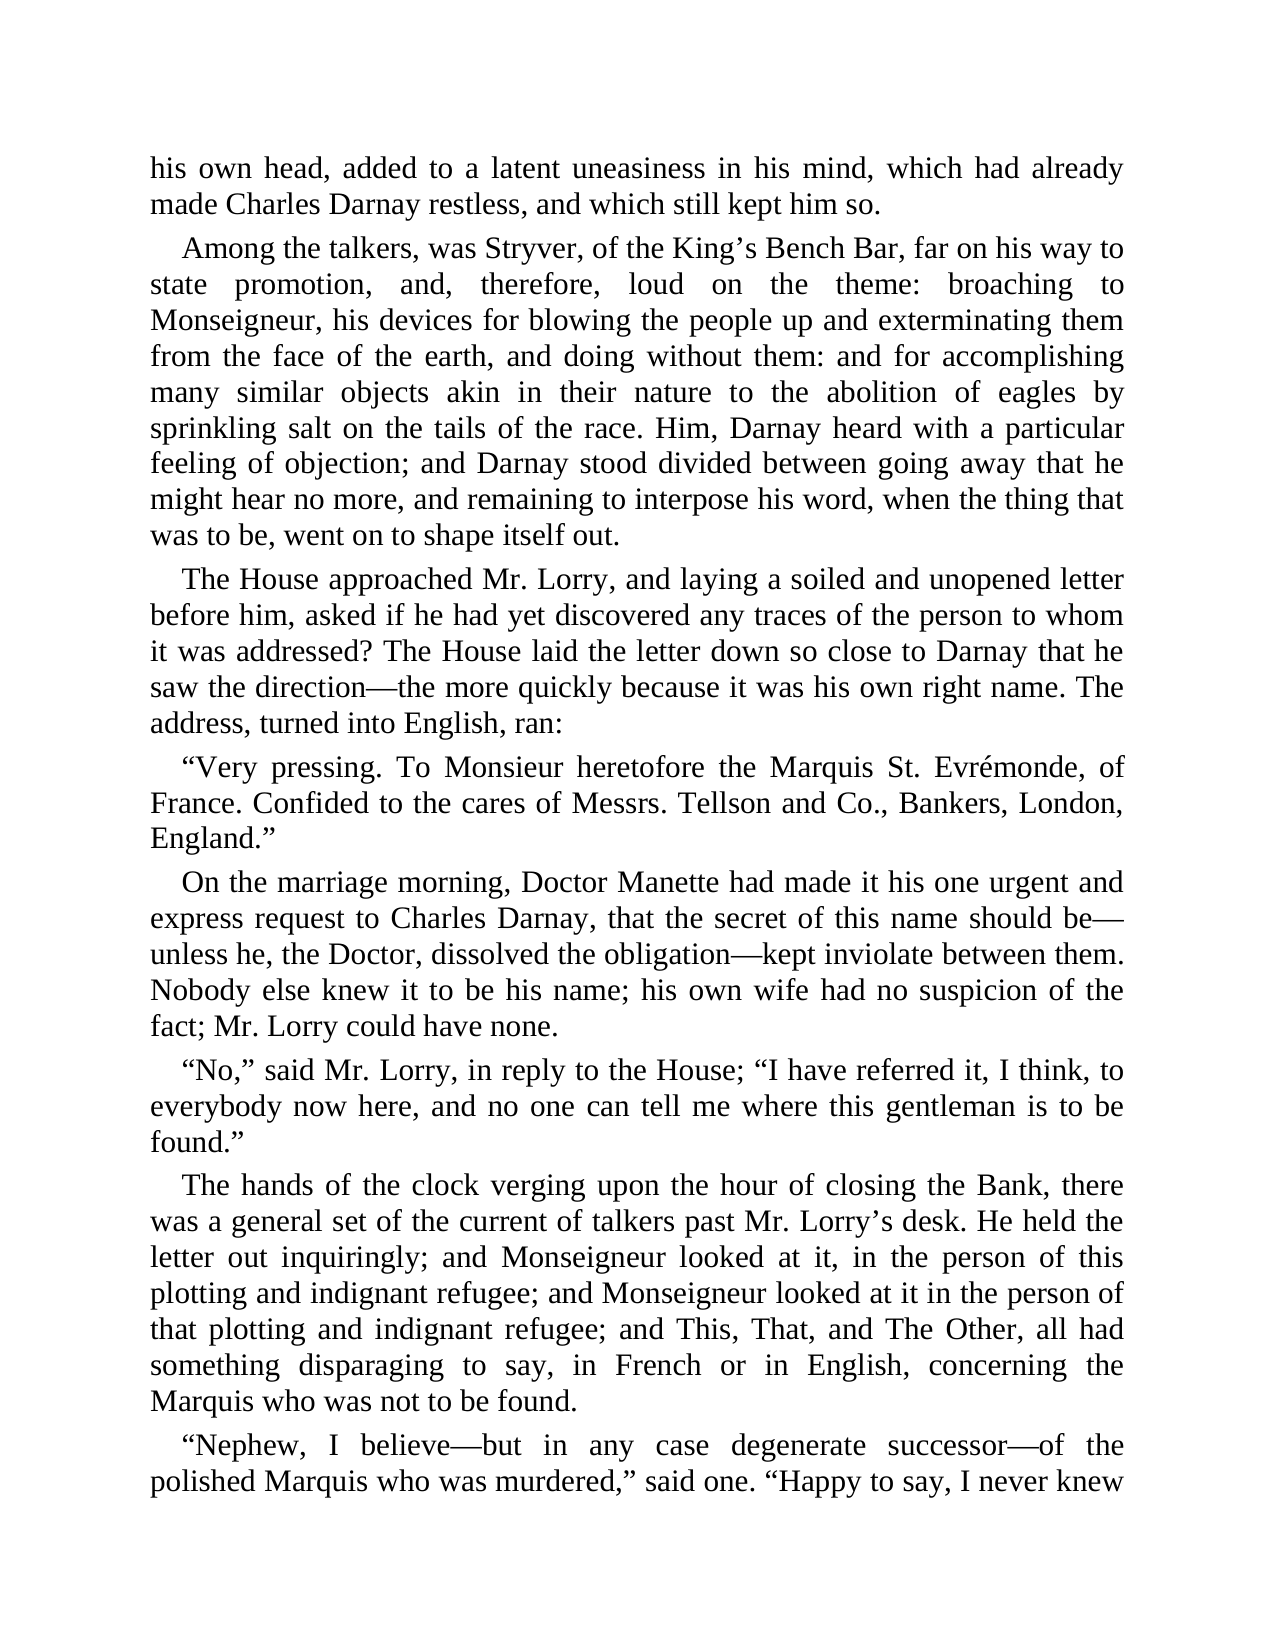 his own head, added to a latent uneasiness in his mind, which had already
made Charles Darnay restless, and which still kept him so.
Among the talkers, was Stryver, of the King’s Bench Bar, far on his way to
state promotion, and, therefore, loud on the theme: broaching to
Monseigneur, his devices for blowing the people up and exterminating them
from the face of the earth, and doing without them: and for accomplishing
many similar objects akin in their nature to the abolition of eagles by
sprinkling salt on the tails of the race. Him, Darnay heard with a particular
feeling of objection; and Darnay stood divided between going away that he
might hear no more, and remaining to interpose his word, when the thing that
was to be, went on to shape itself out.
The House approached Mr. Lorry, and laying a soiled and unopened letter
before him, asked if he had yet discovered any traces of the person to whom
it was addressed? The House laid the letter down so close to Darnay that he
saw the direction—the more quickly because it was his own right name. The
address, turned into English, ran:
“Very pressing. To Monsieur heretofore the Marquis St. Evrémonde, of
France. Confided to the cares of Messrs. Tellson and Co., Bankers, London,
England.”
On the marriage morning, Doctor Manette had made it his one urgent and
express request to Charles Darnay, that the secret of this name should be—
unless he, the Doctor, dissolved the obligation—kept inviolate between them.
Nobody else knew it to be his name; his own wife had no suspicion of the
fact; Mr. Lorry could have none.
“No,” said Mr. Lorry, in reply to the House; “I have referred it, I think, to
everybody now here, and no one can tell me where this gentleman is to be
found.”
The hands of the clock verging upon the hour of closing the Bank, there
was a general set of the current of talkers past Mr. Lorry’s desk. He held the
letter out inquiringly; and Monseigneur looked at it, in the person of this
plotting and indignant refugee; and Monseigneur looked at it in the person of
that plotting and indignant refugee; and This, That, and The Other, all had
something disparaging to say, in French or in English, concerning the
Marquis who was not to be found.
“Nephew, I believe—but in any case degenerate successor—of the
polished Marquis who was murdered,” said one. “Happy to say, I never knew